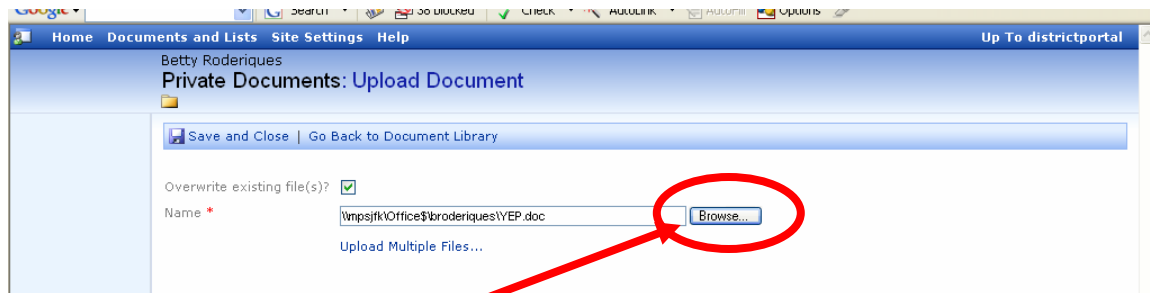 Google Search 38 blocked Check AutoLink AutoFill Options
Home Documents and Lists Site Settings Help Up To districtportal
Betty Roderiques
Private Documents: Upload Document
Save and Close | Go Back to Document Library
Overwrite existing file(s)?
Name * \\mpsjfk\Office$\broderiques\YEP.doc Browse...
Upload Multiple Files...